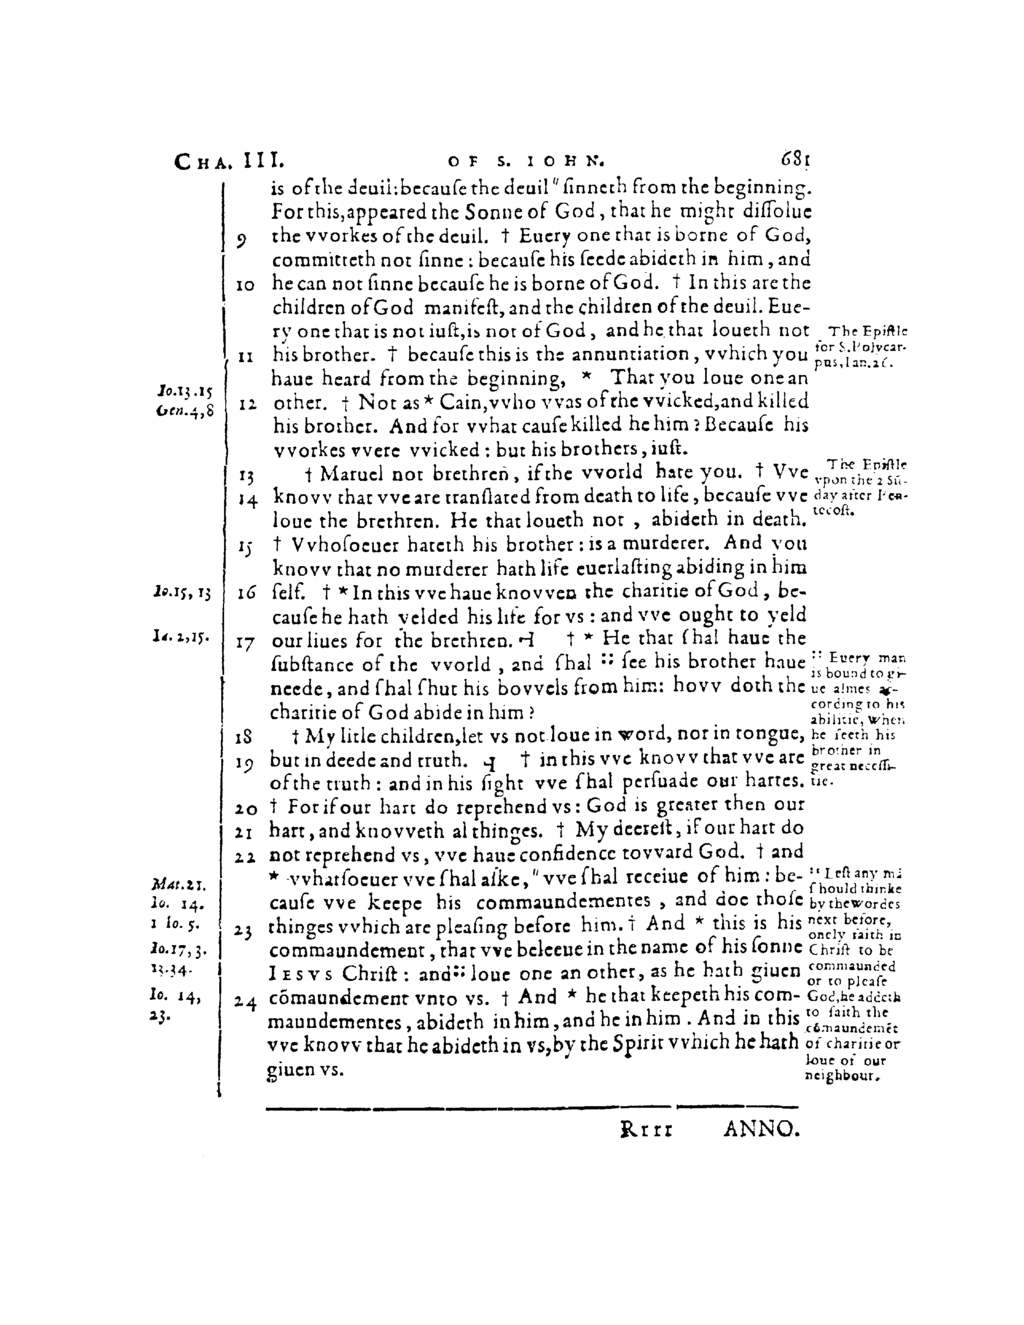 CHA. III. OF S. IOHN. 681
is of the deuil: becauſe the deuil " ſinneth from the beginning.
For this, appeared the Sonne of God, that he might diſſolue
9 the vvorkes of the deuil. † Euery one that is borne of God,
committeth not ſinne: becauſe his ſeede abideth in him, and
10 he can not ſinne becauſe he is borne of God. † In this are the
children of God manifeſt, and the children of the deuil. Eue-
ry one that is not iuſt, is not of God, and he that loueth not
11 his brother. † becauſe this is the annuntiation, vvhich you
haue heard from the beginning, * That you loue one an
12 other. † Not as * Cain, vvho vvas of the vvicked, and killed
his brother. And for vvhat cauſe killed he him? Becauſe his
vvorkes vvere vvicked: but his brothers, iuſt.
13 † Maruel not brethrē, if the vvorld hate you. † Vve
14 knovv that vve are tranſlated from death to life, becauſe vve
loue the brethren. He that loueth not, abideth in death.
15 † Vvhoſoeuer hateth his brother: is a murderer. And you
knovv that no murderer hath life euerlaſting abiding in him
16 ſelf. † * In this vve haue knovven the charitie of God, be-
cauſe he hath yelded his life for vs: and vve ought to yeld
17 our liues for the brethren. ⊣ † * He that ſhal haue the
ſubſtance of the vvorld, and ſhal :: ſee his brother haue
neede, and ſhal ſhut his bovvels from him: hovv doth the
charitie of God abide in him?
18 † My litle children, let vs not loue in word, nor in tongue,
19 but in deede and truth. ⊣ † in this vve knovv that vve are
of the truth: and in his ſight vve ſhal perſuade our hartes.
20 † For if our hart do reprehend vs: God is greater then our
21 hart, and knovveth al thinges. † My deereſt, if our hart do
22 not reprehend vs, vve haue confidence tovvard God. † and
* vvhatſoeuer vve ſhal aſke, " vve ſhal receiue of him: be-
cauſe vve keepe his commaundementes, and doe thoſe
23 thinges vvhich are pleaſing before him. † And * this is his
commaundement, that vve beleeue in the name of his ſonne
IESVS Chriſt: and :: loue one an other, as he hath giuen
24 cōmaundement vnto vs. † And * he that keepeth his com-
maundementes, abideth in him, and he in him. And in this
vve knovv that he abideth in vs, by the Spirit vvhich he hath
giuen vs.
Io.13.15
Gen.4,8
Io.15,13
Ia.2,15.
Mat.21.
Io. 14.
1 Io. 5.
Io.17,3.
13.34.
Io. 14,
23.
The Epiſtle
for S. Polycar-
pus, Ian.26.
The Epiſtle
vpon the 2 Sū-
day after Pen-
tecoſt.
:: Euery man
is bound to gi-
ue almes ac-
cording to his
abilitie, when
he ſeeth his
brother in
great neceſſi-
tie.
:: Leſt any mā
ſhould thinke
by the wordes
next before,
onely faith in
Chriſt to be
commaunded
or to pleaſe
God, he addeth
to faith the
cōmaundemēt
of charitie or
loue of our
neighbour.
Rrrr ANNO.